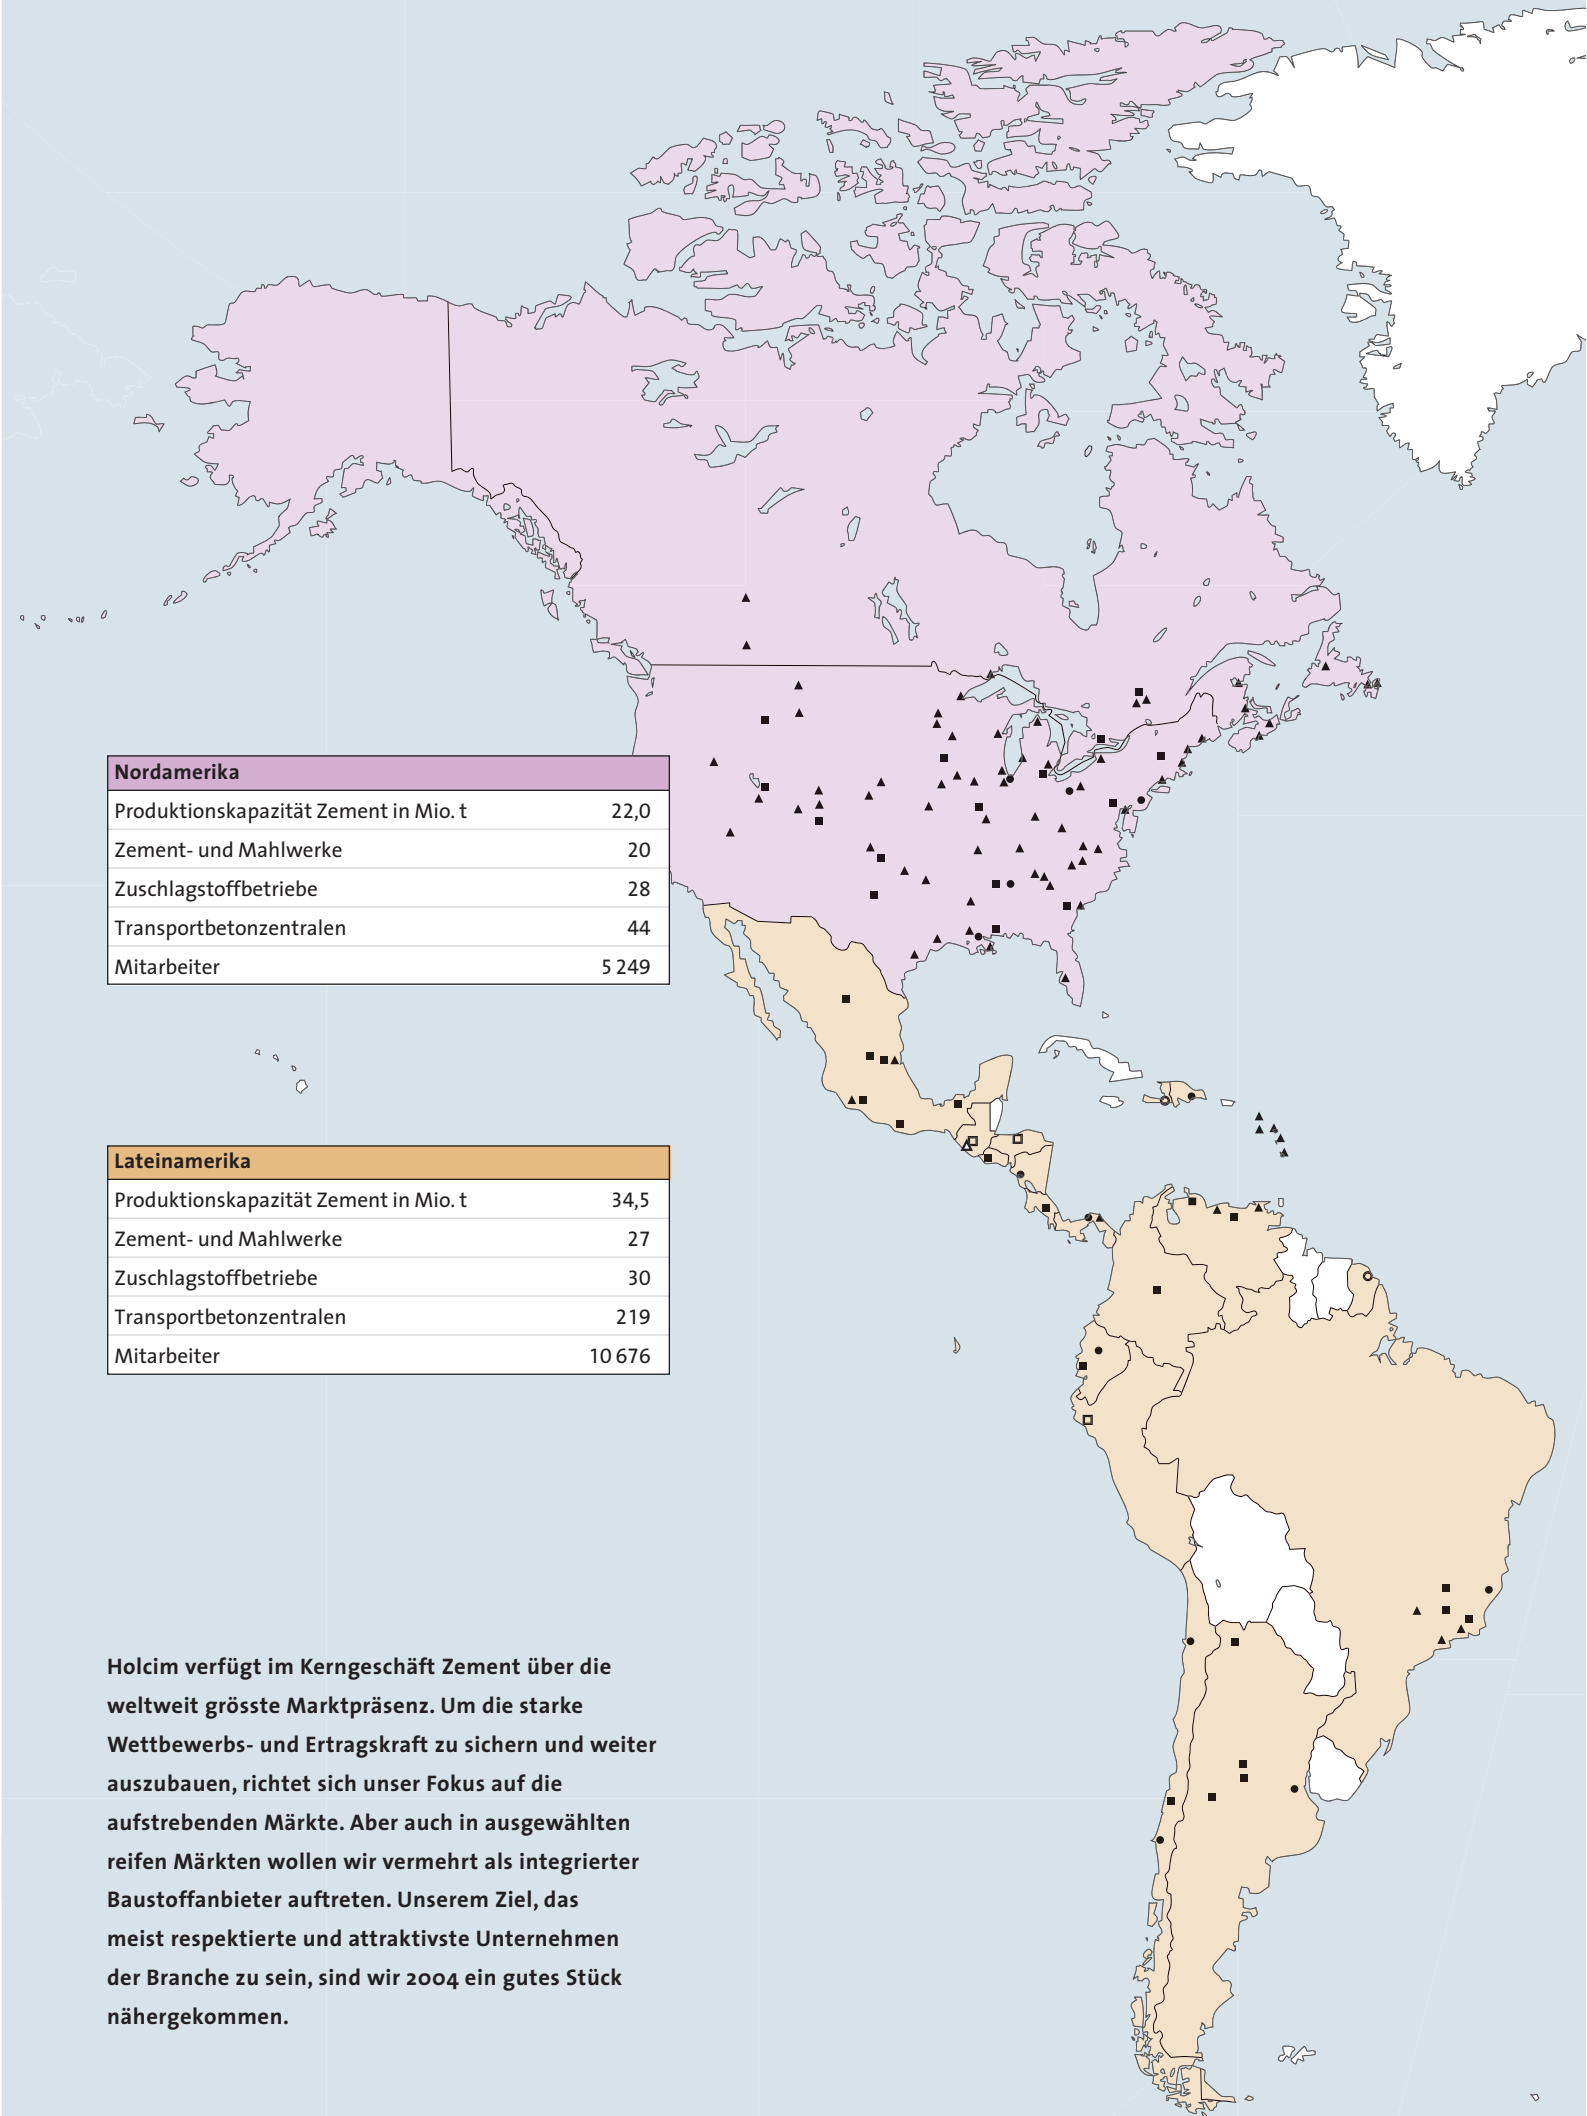 Nordamerika
Produktionskapazität Zement in Mio. t 22,0
Zement- und Mahlwerke 20
Zuschlagstoffbetriebe 28
Transportbetonzentralen 44
Mitarbeiter 5 249
Lateinamerika
Produktionskapazität Zement in Mio. t 34,5
Zement- und Mahlwerke 27
Zuschlagstoffbetriebe 30
Transportbetonzentralen 219
Mitarbeiter 10 676
Holcim verfügt im Kerngeschäft Zement über die
weltweit grösste Marktpräsenz. Um die starke
Wettbewerbs- und Ertragskraft zu sichern und weiter
auszubauen, richtet sich unser Fokus auf die
aufstrebenden Märkte. Aber auch in ausgewählten
reifen Märkten wollen wir vermehrt als integrierter
Baustoffanbieter auftreten. Unserem Ziel, das
meist respektierte und attraktivste Unternehmen
der Branche zu sein, sind wir 2004 ein gutes Stück
nähergekommen.